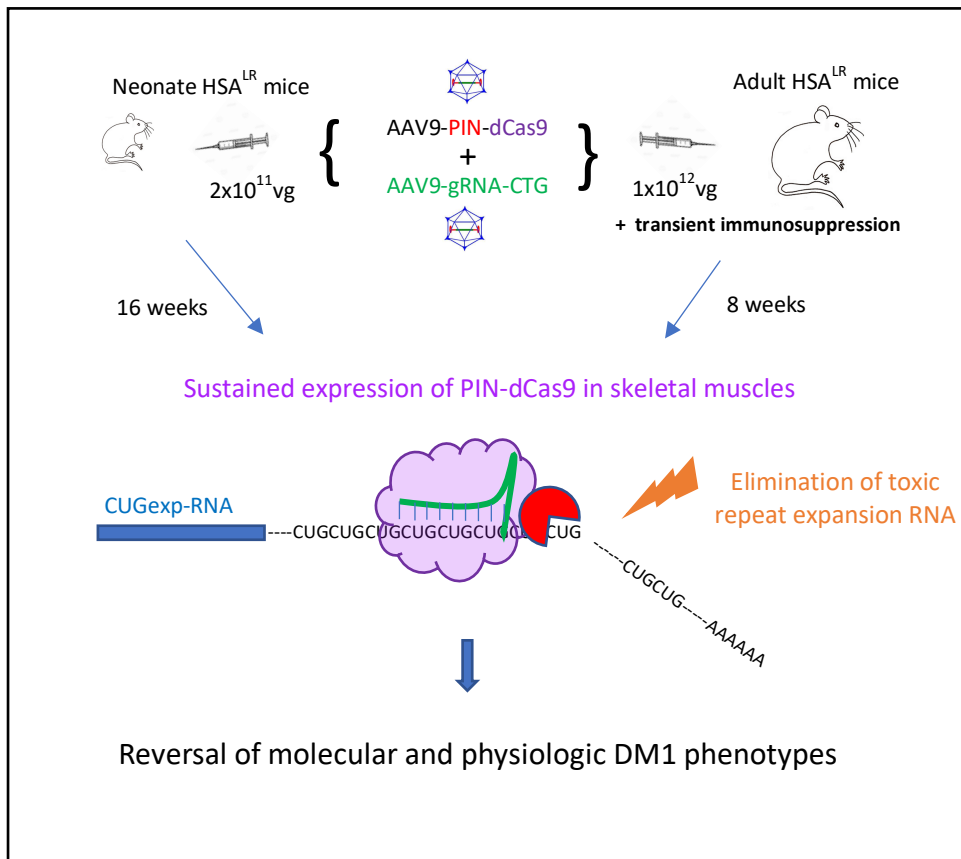 Neonate HSA^LR mice
Adult HSA^LR mice
{ AAV9-PIN-dCas9 }
+
AAV9-gRNA-CTG
2x10^11vg
1x10^12vg
+ transient immunosuppression
16 weeks
8 weeks
Sustained expression of PIN-dCas9 in skeletal muscles
CUGexp-RNA
Elimination of toxic
repeat expansion RNA
----CUGCUGCUGCUGCUGCUGC CUG
------CUGCUG-----AAAAAA
Reversal of molecular and physiologic DM1 phenotypes